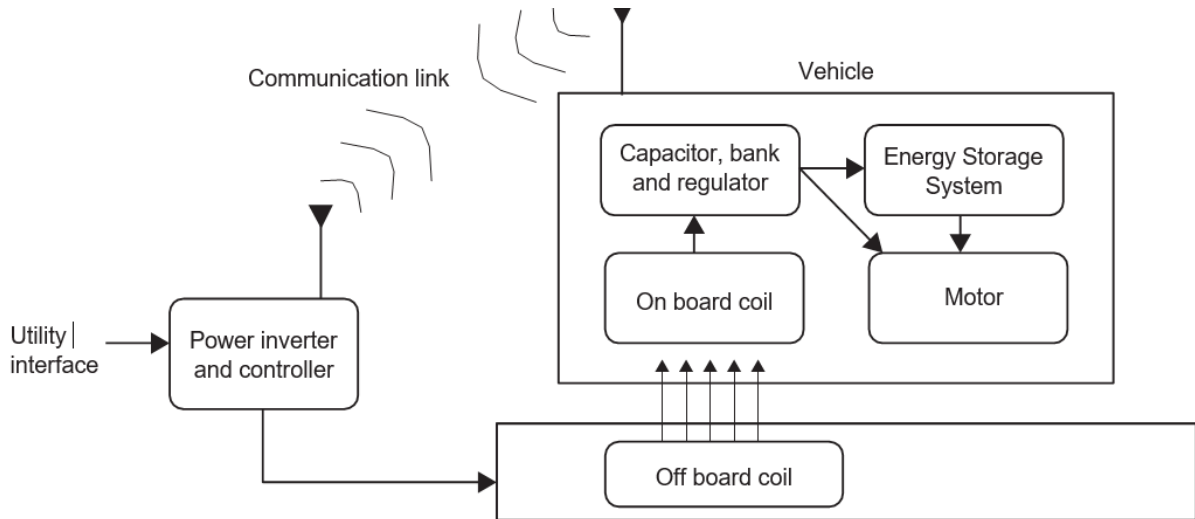 Communication link
Vehicle
Capacitor, bank
and regulator
Energy Storage
System
On board coil
Motor
Utility
interface
Power inverter
and controller
Off board coil